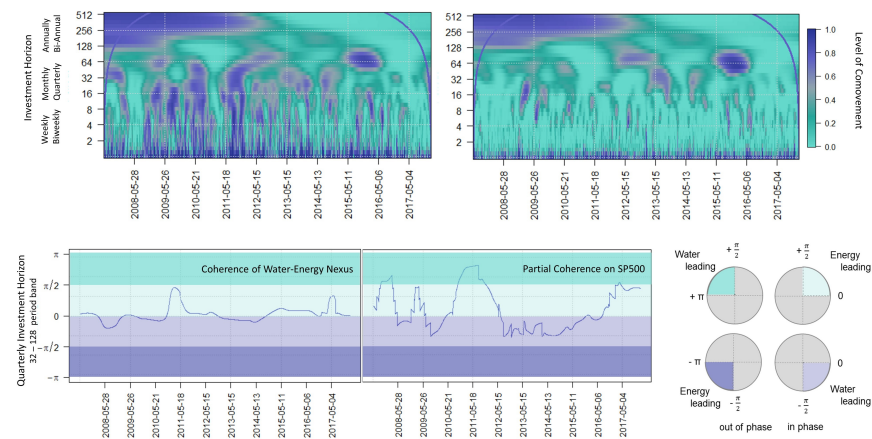 Investment Horizon
Annually
Bi-Annual
Monthly
Quarterly
Weekly
Biweekly
512
256
128
64
32
16
8
4
2
2008-05-28
2009-05-26
2010-05-21
2011-05-18
2012-05-15
2013-05-15
2014-05-13
2015-05-11
2016-05-06
2017-05-04
512
256
128
64
32
16
8
4
2
2008-05-28
2009-05-26
2010-05-21
2011-05-18
2012-05-15
2013-05-15
2014-05-13
2015-05-11
2016-05-06
2017-05-04
1.0
0.8
0.6
0.4
0.2
0.0
Level of Comovement
Quarterly Investment Horizon
32 – 128 period band
π
π/2
0
−π/2
−π
Coherence of Water-Energy Nexus
Partial Coherence on SP500
2008-05-28
2009-05-26
2010-05-21
2011-05-18
2012-05-15
2013-05-15
2014-05-13
2015-05-11
2016-05-06
2017-05-04
2008-05-28
2009-05-26
2010-05-21
2011-05-18
2012-05-15
2013-05-15
2014-05-13
2015-05-11
2016-05-06
2017-05-04
+ π/2
Water
leading
+ π
+ π/2
Energy
leading
0
- π
Energy
leading
- π/2
0
Water
leading
- π/2
out of phase
in phase